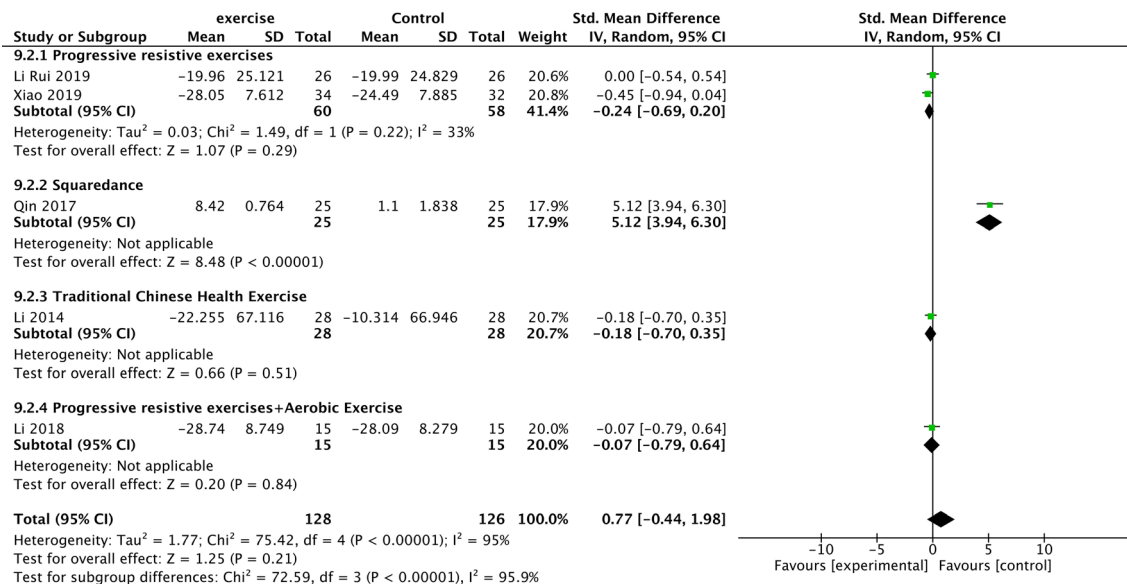 exercise Control Std. Mean Difference Std. Mean Difference
Study or Subgroup Mean SD Total Mean SD Total Weight IV, Random, 95% CI IV, Random, 95% CI
9.2.1 Progressive resistive exercises
Li Rui 2019 −19.96 25.121 26 −19.99 24.829 26 20.6% 0.00 [−0.54, 0.54]
Xiao 2019 −28.05 7.612 34 −24.49 7.885 32 20.8% −0.45 [−0.94, 0.04]
Subtotal (95% CI) 60 58 41.4% −0.24 [−0.69, 0.20]
Heterogeneity: Tau² = 0.03; Chi² = 1.49, df = 1 (P = 0.22); I² = 33%
Test for overall effect: Z = 1.07 (P = 0.29)
9.2.2 Squaredance
Qin 2017 8.42 0.764 25 1.1 1.838 25 17.9% 5.12 [3.94, 6.30]
Subtotal (95% CI) 25 25 17.9% 5.12 [3.94, 6.30]
Heterogeneity: Not applicable
Test for overall effect: Z = 8.48 (P < 0.00001)
9.2.3 Traditional Chinese Health Exercise
Li 2014 −22.255 67.116 28 −10.314 66.946 28 20.7% −0.18 [−0.70, 0.35]
Subtotal (95% CI) 28 28 20.7% −0.18 [−0.70, 0.35]
Heterogeneity: Not applicable
Test for overall effect: Z = 0.66 (P = 0.51)
9.2.4 Progressive resistive exercises+Aerobic Exercise
Li 2018 −28.74 8.749 15 −28.09 8.279 15 20.0% −0.07 [−0.79, 0.64]
Subtotal (95% CI) 15 15 20.0% −0.07 [−0.79, 0.64]
Heterogeneity: Not applicable
Test for overall effect: Z = 0.20 (P = 0.84)
Total (95% CI) 128 126 100.0% 0.77 [−0.44, 1.98]
Heterogeneity: Tau² = 1.77; Chi² = 75.42, df = 4 (P < 0.00001); I² = 95%
Test for overall effect: Z = 1.25 (P = 0.21)
Test for subgroup differences: Chi² = 72.59, df = 3 (P < 0.00001), I² = 95.9%
−10 −5 0 5 10
Favours [experimental] Favours [control]